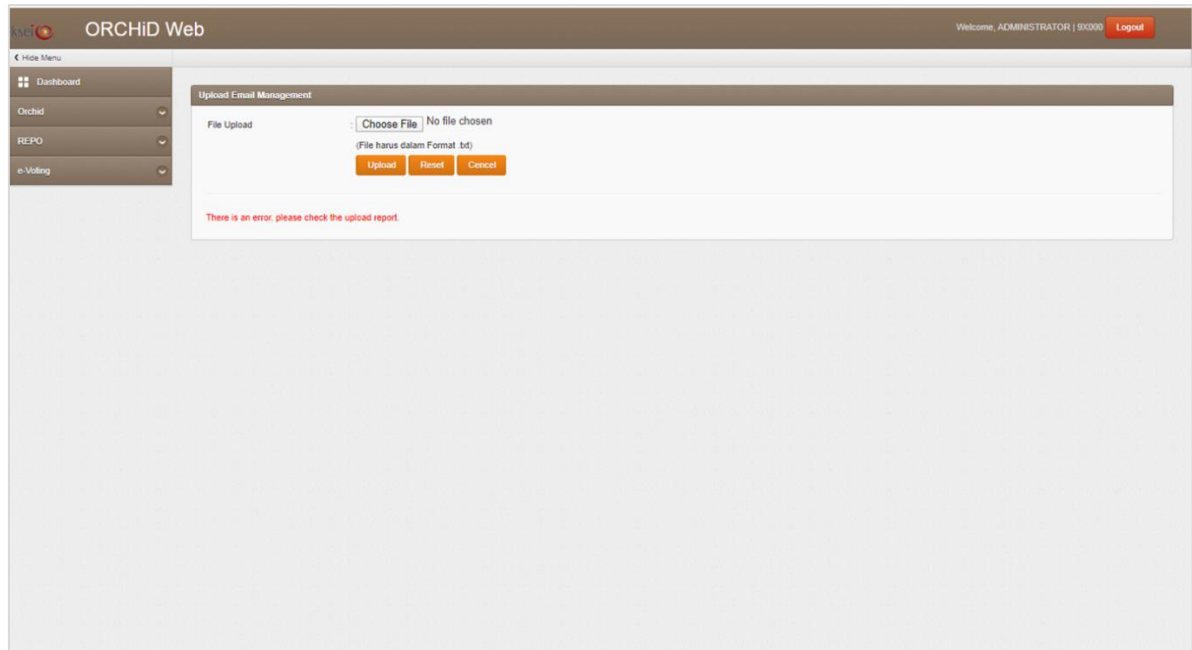 ksei
ORCHiD Web
Welcome, ADMINISTRATOR | 9X000 Logout
Hide Menu
Dashboard
Orchid
REPO
e-Voting
Upload Email Management
File Upload : Choose File No file chosen
(File harus dalam Format .txt)
Upload Reset Cancel
There is an error, please check the upload report.